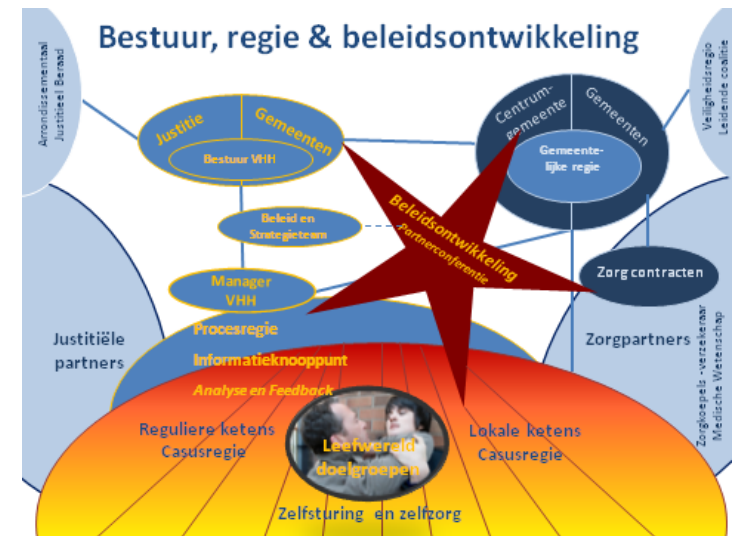 Bestuur, regie & beleidsontwikkeling
Arrondissementaal
Justitieel Beraad
Justitie
Gemeenten
Bestuur VHH
Centrum-
gemeente
Gemeenten
Gemeente-
lijke regie
Veiligheidsregio
Leidende coalitie
Beleid en
Strategieteam
Beleidsontwikkeling
Partnerconferentie
Manager
VHH
Zorg contracten
Justitiële
partners
Procesregie
Informatieknooppunt
Analyse en Feedback
Zorgpartners
Zorgkoepels -verzekeraar
Medische Wetenschap
Reguliere ketens
Casusregie
Leefwereld
doelgroepen
Lokale ketens
Casusregie
Zelfsturing en zelfzorg